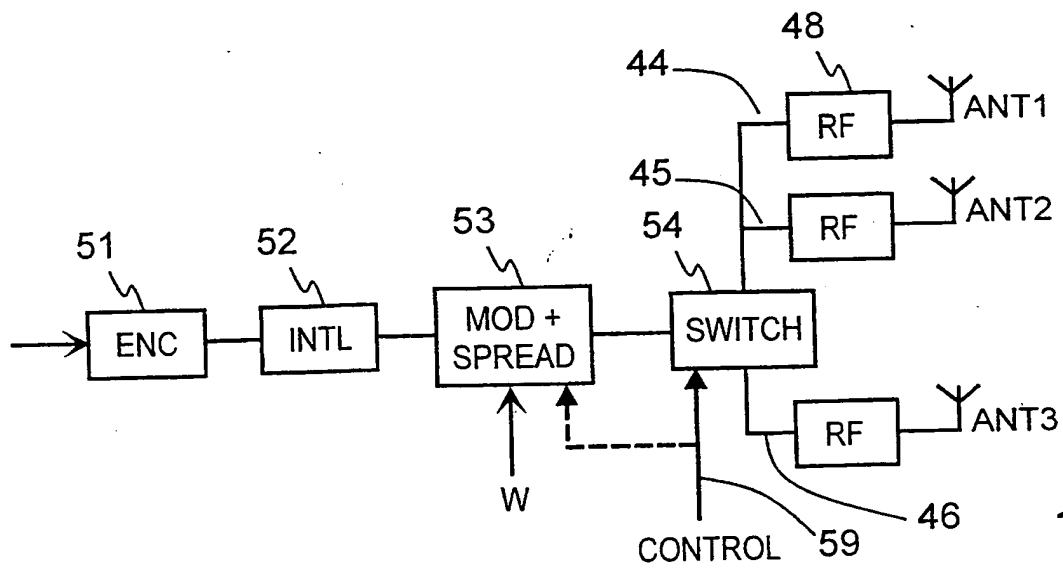 44
48
RF
ANT1
45
RF
ANT2
51
52
53
54
ENC
INTL
MOD +
SPREAD
SWITCH
RF
ANT3
W
CONTROL
59
46